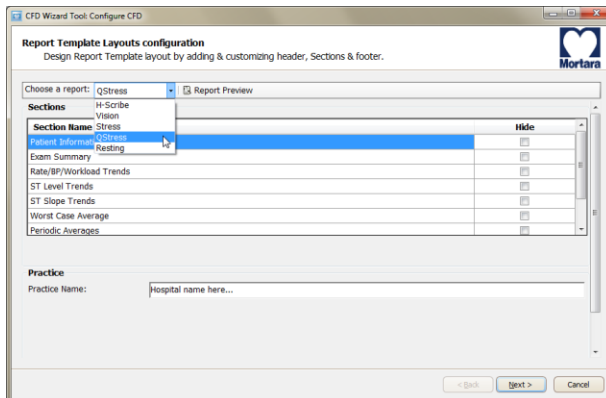 CFD Wizard Tool: Configure CFD
Report Template Layouts configuration
Design Report Template layout by adding & customizing header, Sections & footer.
Mortara
Choose a report: QStress Report Preview
H-Scribe
Vision
Stress
QStress
Resting
Sections
Section Name Hide
Patient Informat
Exam Summary
Rate/BP/Workload Trends
ST Level Trends
ST Slope Trends
Worst Case Average
Periodic Averages
Practice
Practice Name: Hospital name here...
< Back Next > Cancel